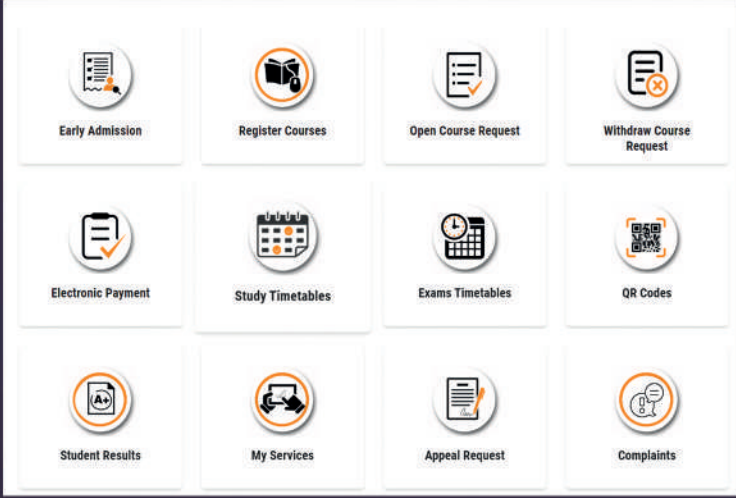 Early Admission
Register Courses
Open Course Request
Withdraw Course
Request
Electronic Payment
Study Timetables
Exams Timetables
QR Codes
A+
Student Results
My Services
Appeal Request
Complaints